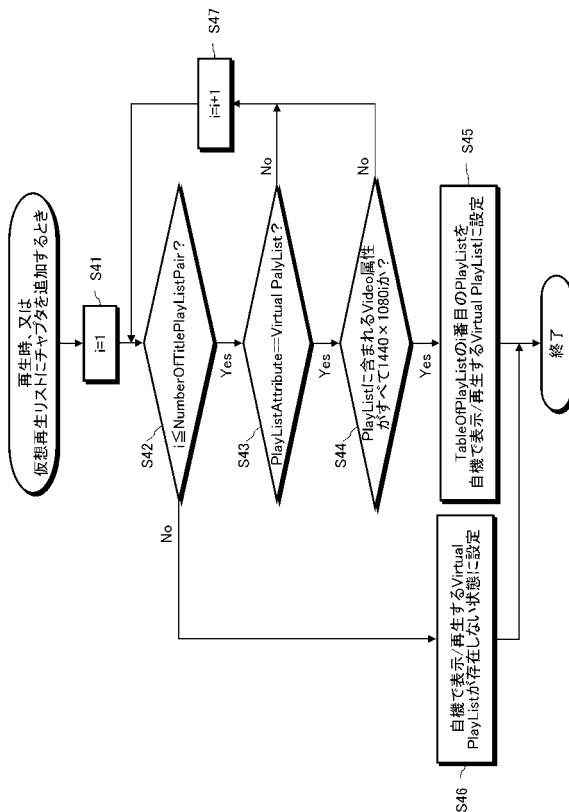 再生時、又は
仮想再生リストにチャプタを追加するとき
S41
i=1
S47
i=i+1
S42
i≦NumberOfTitlePlayListPair？
No
Yes
S43
PlayListAttribute==Virtual PalyList？
No
Yes
S44
PlayListに含まれるVideo属性
がすべて1440×1080iか？
No
Yes
S45
TableOfPlayListのi番目のPlayListを
自機で表示/再生するVirtual PlayListに設定
S46
自機で表示/再生するVirtual
PlayListが存在しない状態に設定
終了